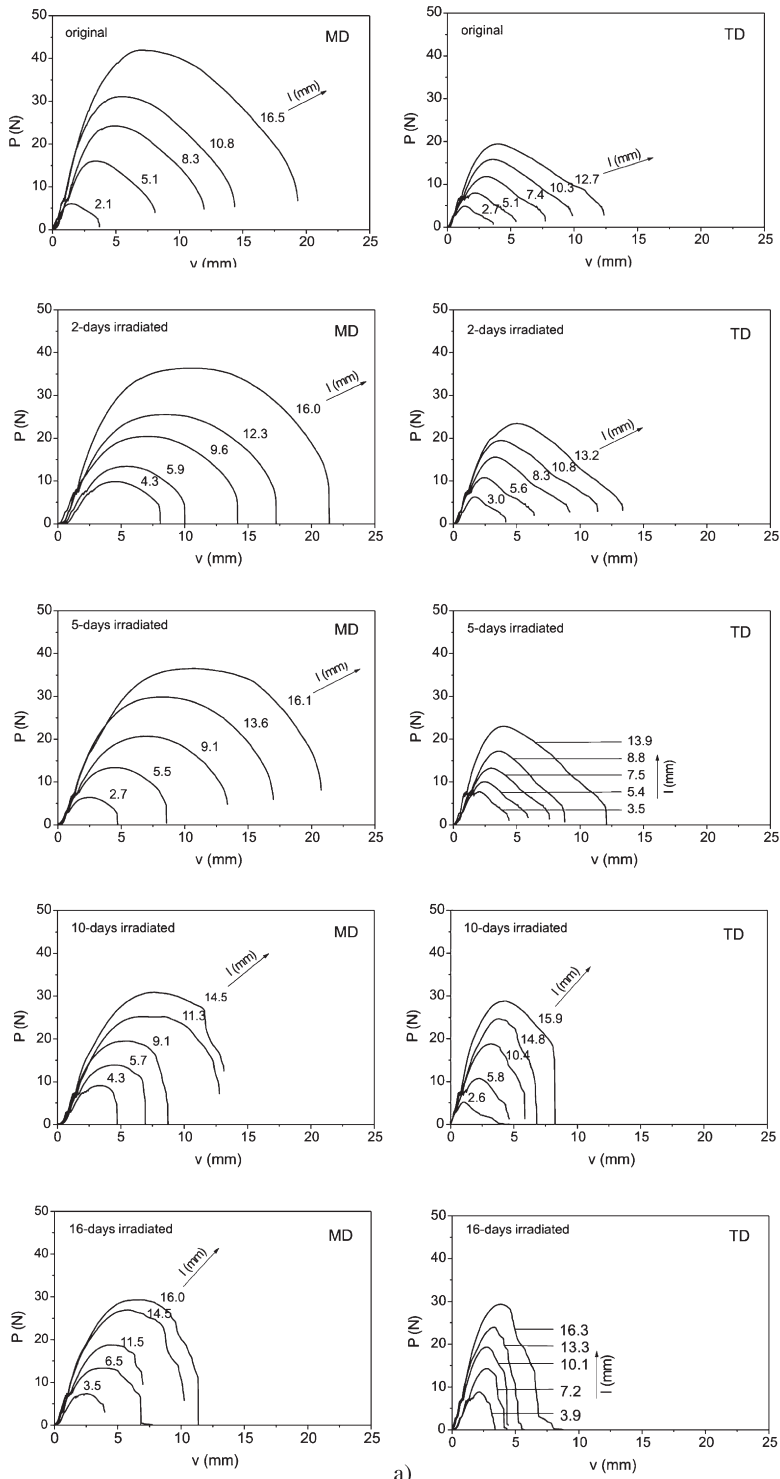 original MD
50
40
30
20
10
0
P (N)
l (mm)
16.5
10.8
8.3
5.1
2.1
0 5 10 15 20 25
v (mm)
original TD
50
40
30
20
10
0
P (N)
l (mm)
12.7
10.3
7.4
5.1
2.7
0 5 10 15 20 25
v (mm)
2-days irradiated MD
50
40
30
20
10
0
P (N)
l (mm)
16.0
12.3
9.6
5.9
4.3
0 5 10 15 20 25
v (mm)
2-days irradiated TD
50
40
30
20
10
0
P (N)
l (mm)
13.2
10.8
8.3
5.6
3.0
0 5 10 15 20 25
v (mm)
5-days irradiated MD
50
40
30
20
10
0
P (N)
l (mm)
16.1
13.6
9.1
5.5
2.7
0 5 10 15 20 25
v (mm)
5-days irradiated TD
50
40
30
20
10
0
P (N)
13.9
8.8
7.5
5.4
3.5
l (mm)
0 5 10 15 20 25
v (mm)
10-days irradiated MD
50
40
30
20
10
0
P (N)
l (mm)
14.5
11.3
9.1
5.7
4.3
0 5 10 15 20 25
v (mm)
10-days irradiated TD
50
40
30
20
10
0
P (N)
l (mm)
15.9
14.8
10.4
5.8
2.6
0 5 10 15 20 25
v (mm)
16-days irradiated MD
50
40
30
20
10
0
P (N)
l (mm)
16.0
14.5
11.5
6.5
3.5
0 5 10 15 20 25
v (mm)
16-days irradiated TD
50
40
30
20
10
0
P (N)
16.3
13.3
10.1
7.2
3.9
l (mm)
0 5 10 15 20 25
v (mm)
a)